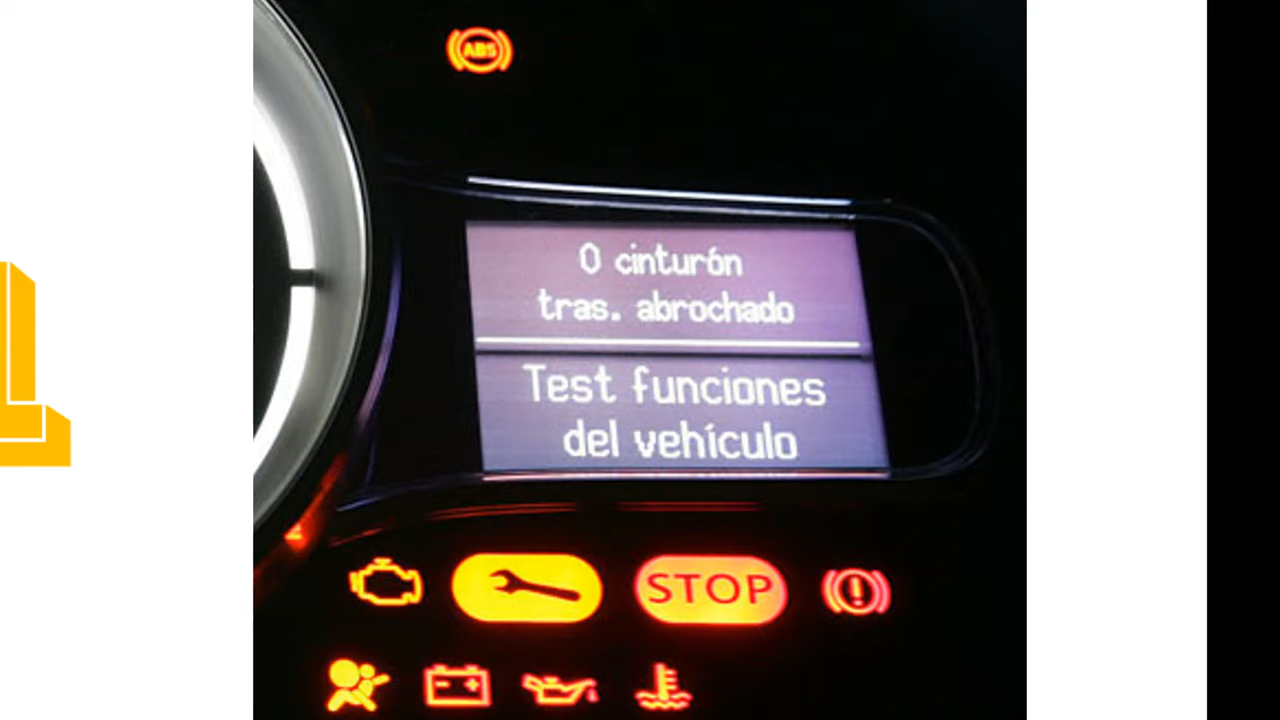 ABS
0 cinturón
tras. abrochado
Test funciones
del vehículo
STOP